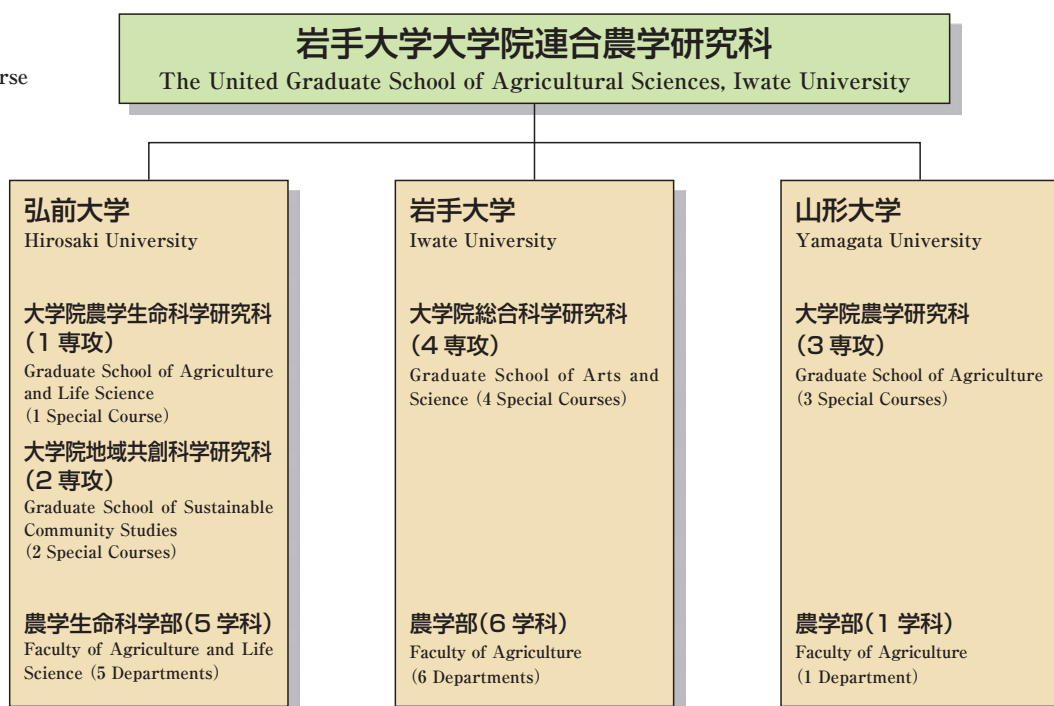 岩手大学大学院連合農学研究科
The United Graduate School of Agricultural Sciences, Iwate University
弘前大学
Hirosaki University
大学院農学生命科学研究科
(1 専攻)
Graduate School of Agriculture
and Life Science
(1 Special Course)
大学院地域共創科学研究科
(2 専攻)
Graduate School of Sustainable
Community Studies
(2 Special Courses)
農学生命科学部(5 学科)
Faculty of Agriculture and Life
Science (5 Departments)
岩手大学
Iwate University
大学院総合科学研究科
(4 専攻)
Graduate School of Arts and
Science (4 Special Courses)
農学部(6 学科)
Faculty of Agriculture
(6 Departments)
山形大学
Yamagata University
大学院農学研究科
(3 専攻)
Graduate School of Agriculture
(3 Special Courses)
農学部(1 学科)
Faculty of Agriculture
(1 Department)